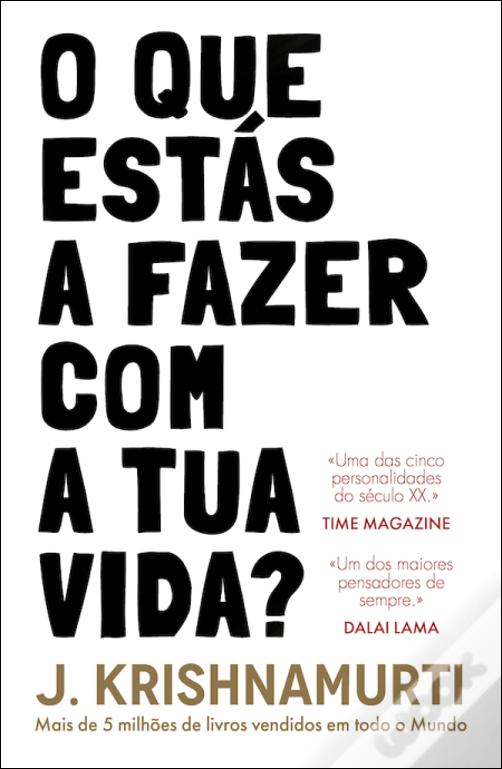 O QUE
ESTÁS
A FAZER
COM
A TUA
VIDA?
«Uma das cinco
personalidades
do século XX.»
TIME MAGAZINE
«Um dos maiores
pensadores de
sempre.»
DALAI LAMA
J. KRISHNAMURTI
Mais de 5 milhões de livros vendidos em todo o Mundo